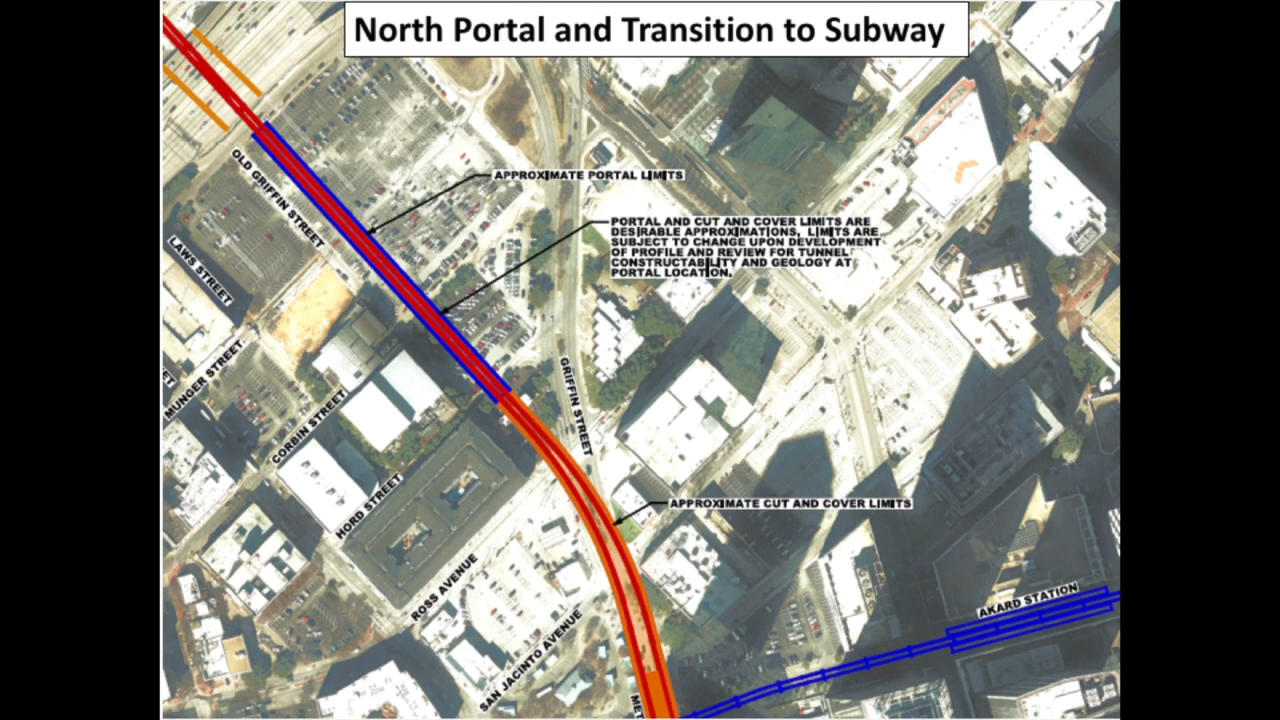 North Portal and Transition to Subway
OLD GRIFFIN STREET
APPROXIMATE PORTAL LIMITS
PORTAL AND CUT AND COVER LIMITS ARE
DESIRABLE APPROXIMATIONS, LIMITS ARE
SUBJECT TO CHANGE UPON DEVELOPMENT
OF PROFILE AND REVIEW FOR TUNNEL
CONSTRUCTABILITY AND GEOLOGY AT
PORTAL LOCATION.
LAWS STREET
MUNGER STREET
ET
CORBIN STREET
GRIFFIN STREET
HORD STREET
APPROXIMATE CUT AND COVER LIMITS
ROSS AVENUE
AKARD STATION
SAN JACINTO AVENUE
MET